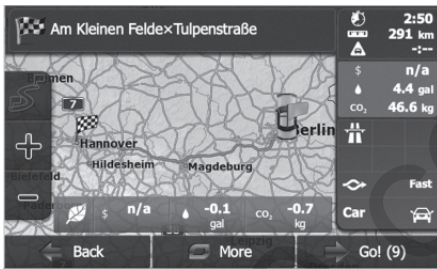 Am Kleinen Felde×Tulpenstraße
2:50
291 km
-:--
$ n/a
4.4 gal
CO₂ 46.6 kg
7
Berlin
Hannover
Hildesheim
Magdeburg
$ n/a
-0.1 gal
CO₂ -0.7 kg
Fast
Car
Back
More
Go! (9)